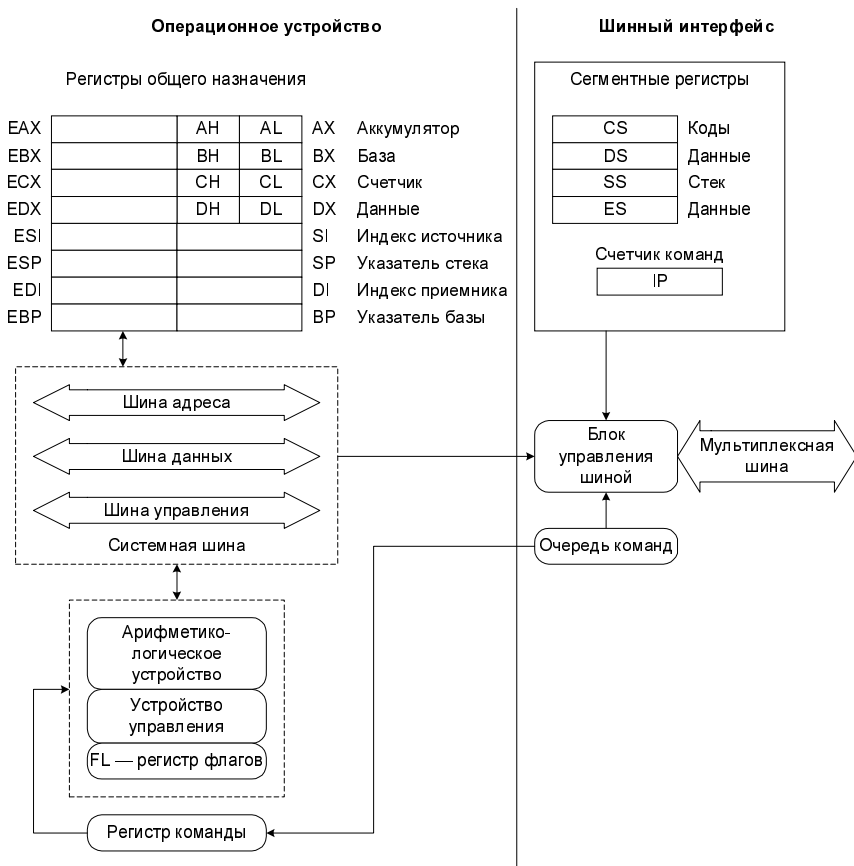 Операционное устройство
Шинный интерфейс
Регистры общего назначения
Сегментные регистры
EAX AH AL AX Аккумулятор
EBX BH BL BX База
ECX CH CL CX Счетчик
EDX DH DL DX Данные
ESI SI Индекс источника
ESP SP Указатель стека
EDI DI Индекс приемника
EBP BP Указатель базы
CS Коды
DS Данные
SS Стек
ES Данные
Счетчик команд
IP
Шина адреса
Шина данных
Шина управления
Системная шина
Блок
управления
шиной
Мультиплексная
шина
Очередь команд
Арифметико-
логическое
устройство
Устройство
управления
FL — регистр флагов
Регистр команды